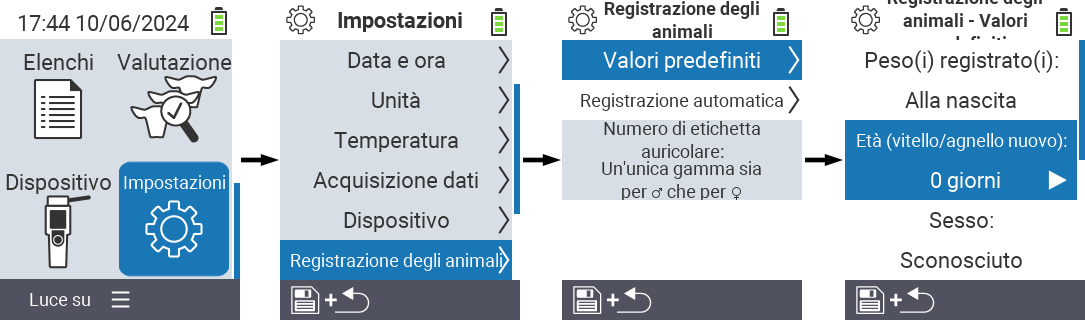 17:44 10/06/2024
Elenchi
Valutazione
Dispositivo
Impostazioni
Luce su
Impostazioni
Data e ora
Unità
Temperatura
Acquisizione dati
Dispositivo
Registrazione degli animali
+
Registrazione degli
animali
Valori predefiniti
Registrazione automatica
Numero di etichetta
auricolare:
Un'unica gamma sia
per ♂ che per ♀
+
Registrazione degli
animali - Valori
predefiniti
Peso(i) registrato(i):
Alla nascita
Età (vitello/agnello nuovo):
0 giorni
Sesso:
Sconosciuto
+